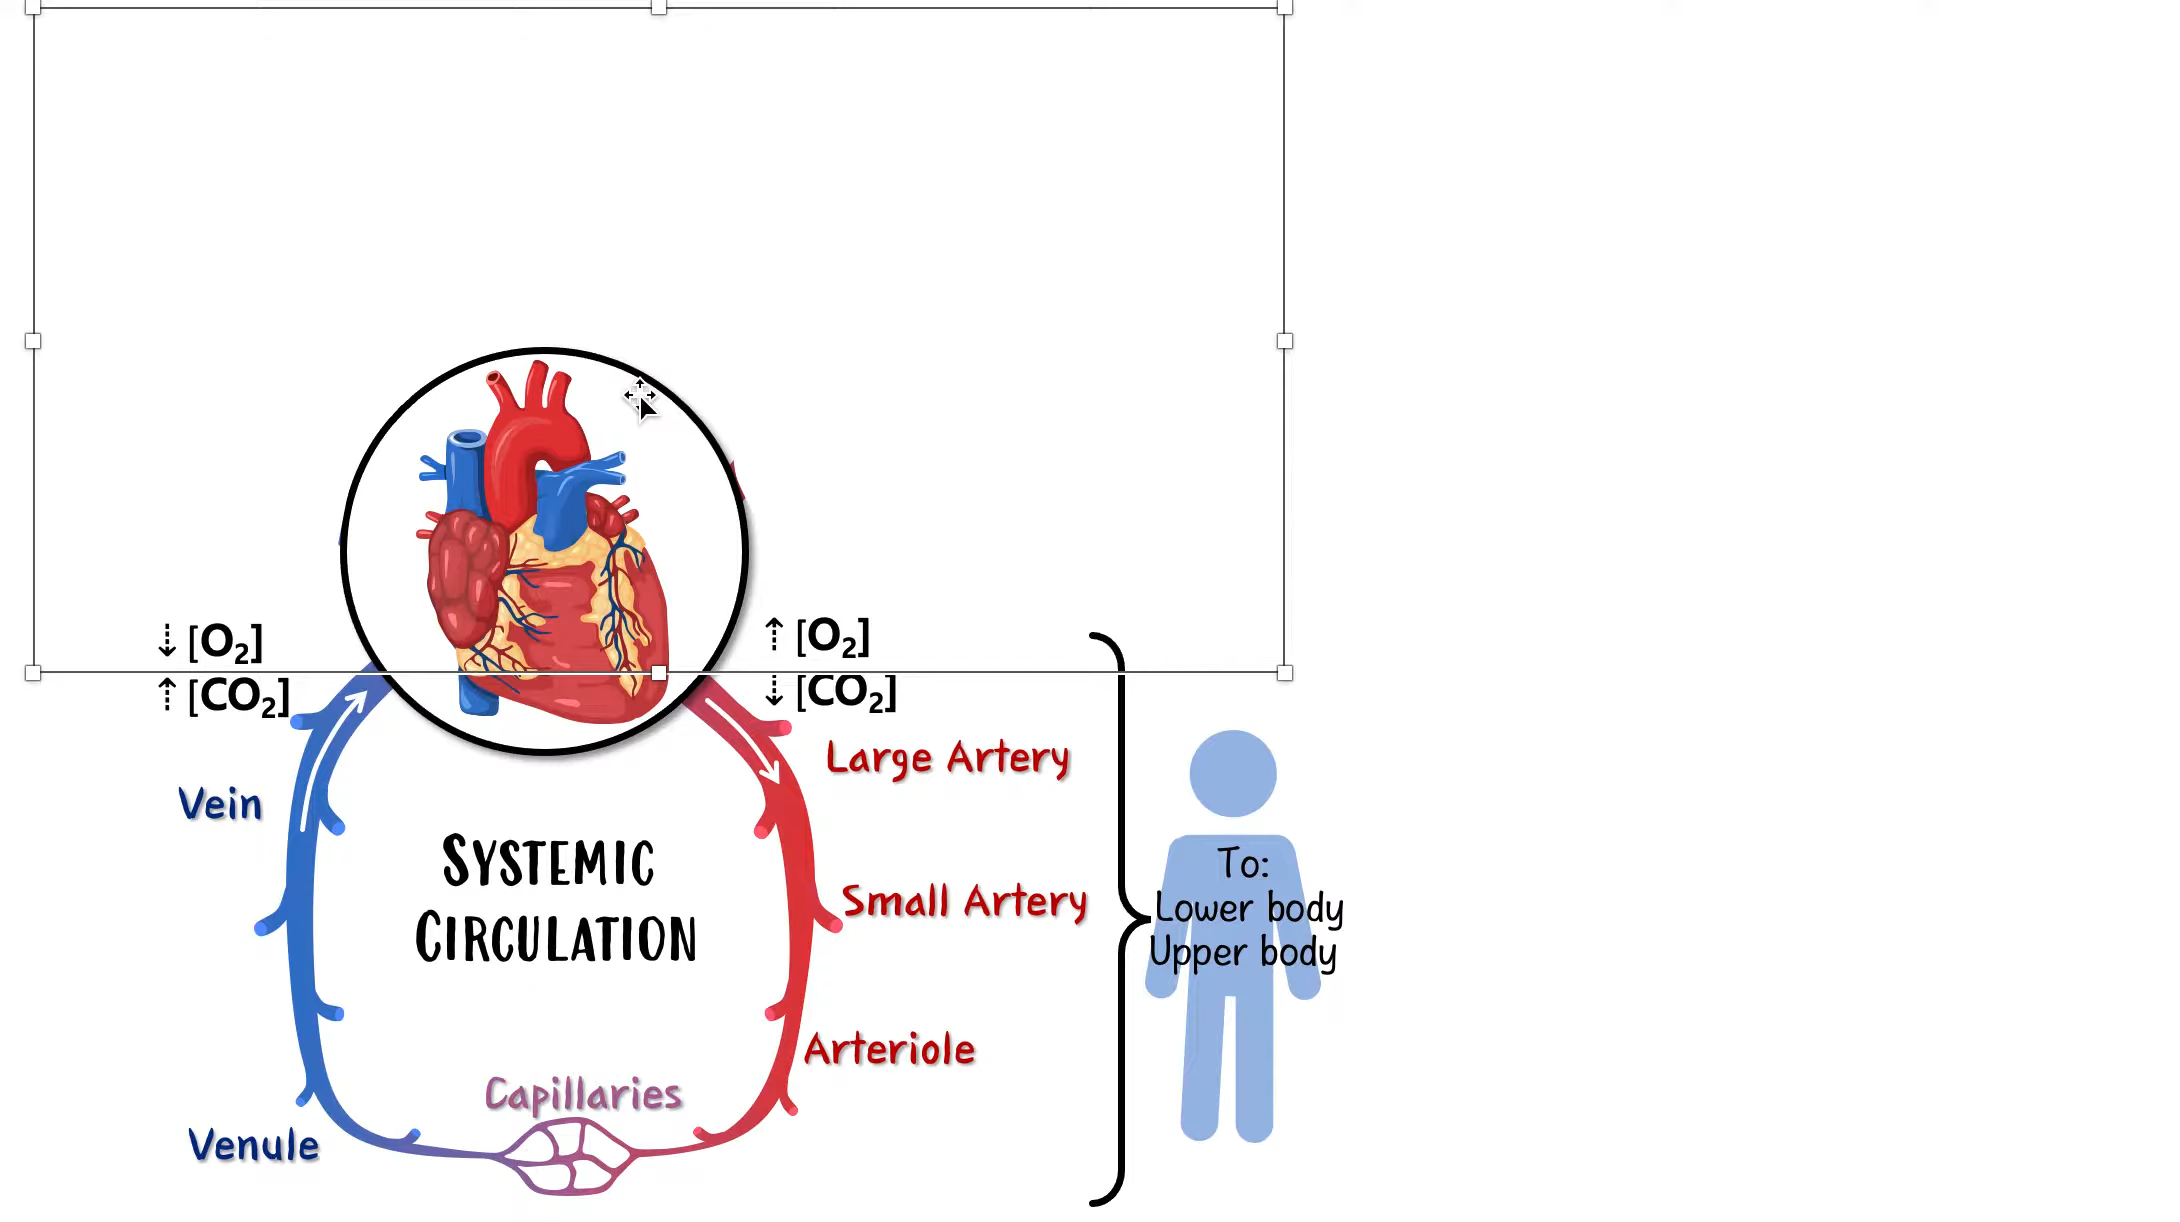 ⇣ [O₂]
⇡ [CO₂]
⇡ [O₂]
⇣ [CO₂]
Large Artery
Vein
Systemic
Circulation
Small Artery
To:
Lower body
Upper body
Arteriole
Capillaries
Venule